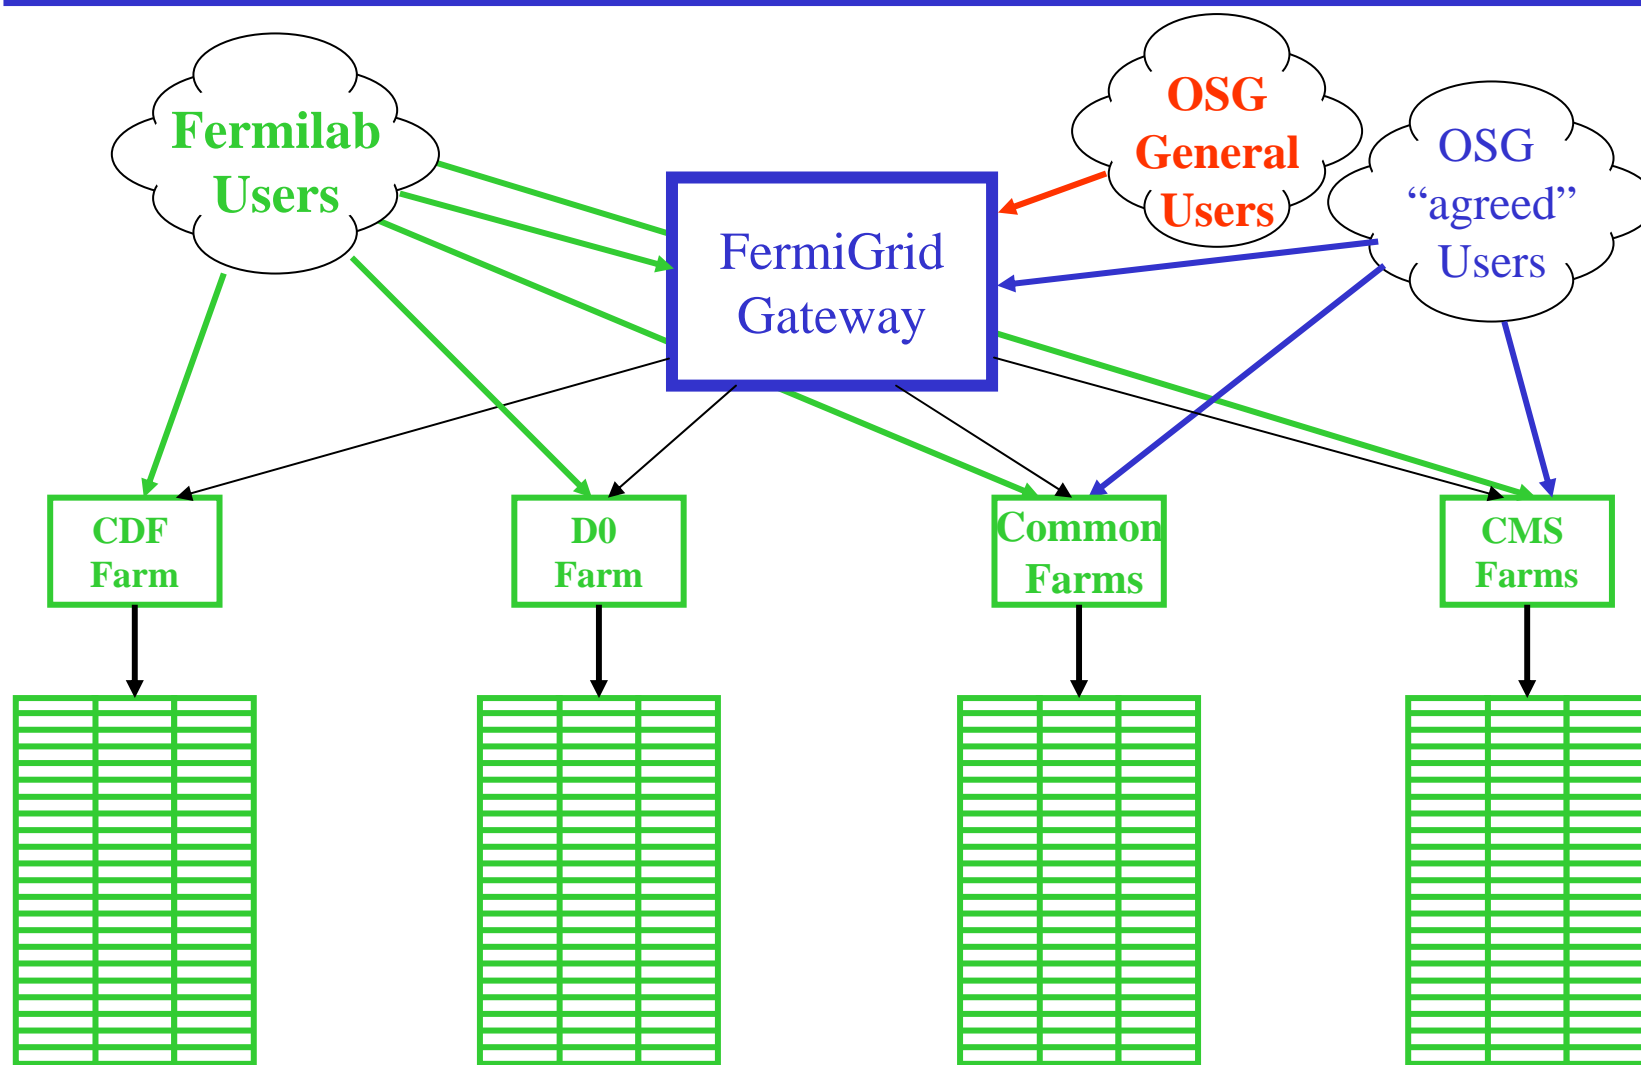 Fermilab
Users
OSG
General
Users
OSG
“agreed”
Users
FermiGrid
Gateway
CDF
Farm
D0
Farm
Common
Farms
CMS
Farms